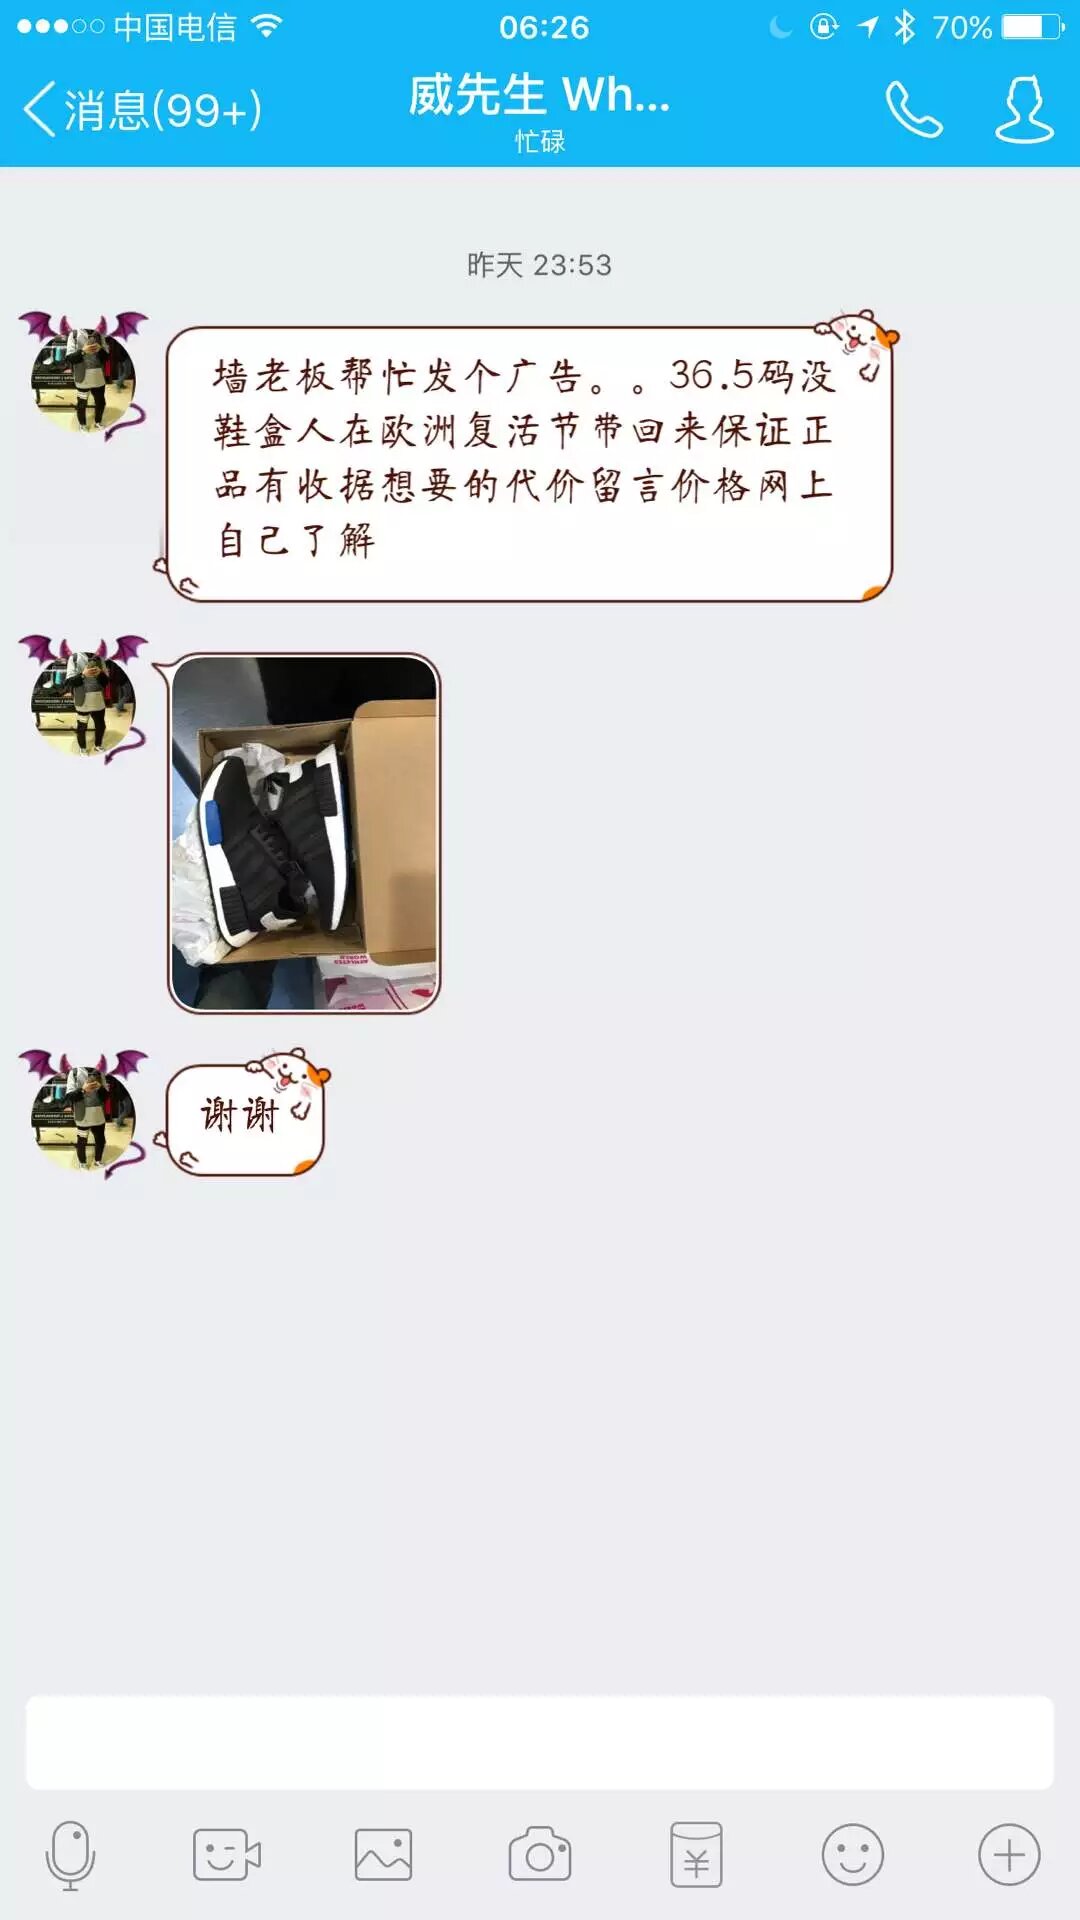 中国电信
06:26
70%
消息(99+)
威先生 Wh...
忙碌
昨天 23:53
墙老板帮忙发个广告。。36.5码没
鞋盒人在欧洲复活节带回来保证正
品有收据想要的代价留言价格网上
自己了解
谢谢